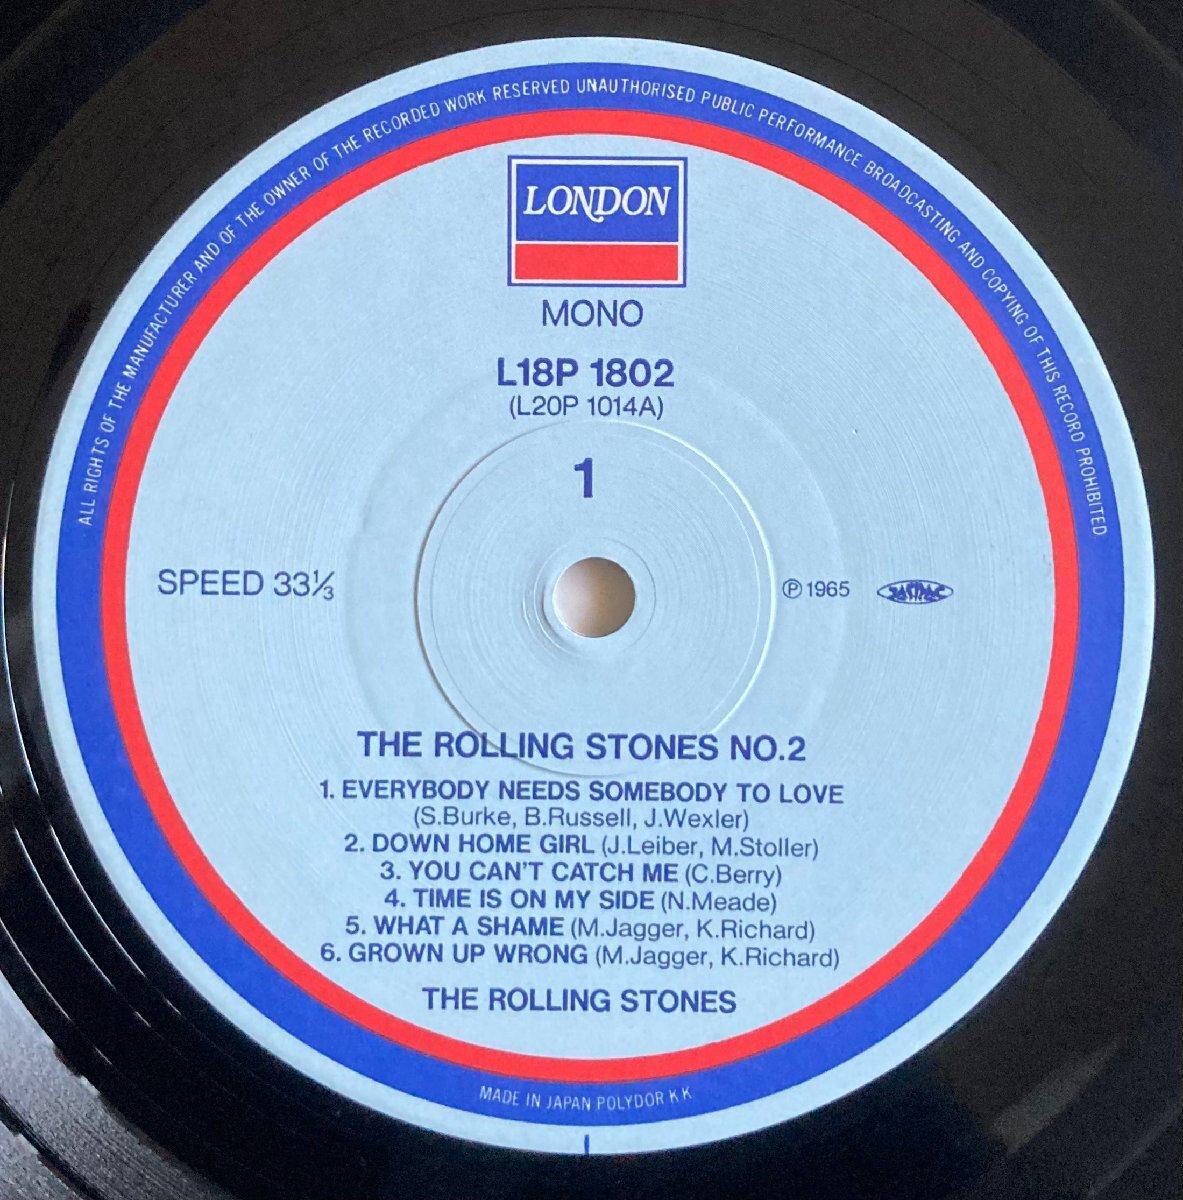 ALL RIGHTS OF THE MANUFACTURER AND OF THE OWNER OF THE RECORDED WORK RESERVED UNAUTHORISED PUBLIC PERFORMANCE BROADCASTING AND COPYING OF THIS RECORD PROHIBITED
LONDON
MONO
L18P 1802
(L20P 1014A)
1
SPEED 33⅓
℗ 1965
THE ROLLING STONES NO.2
1. EVERYBODY NEEDS SOMEBODY TO LOVE
(S.Burke, B.Russell, J.Wexler)
2. DOWN HOME GIRL (J.Leiber, M.Stoller)
3. YOU CAN'T CATCH ME (C.Berry)
4. TIME IS ON MY SIDE (N.Meade)
5. WHAT A SHAME (M.Jagger, K.Richard)
6. GROWN UP WRONG (M.Jagger, K.Richard)
THE ROLLING STONES
MADE IN JAPAN POLYDOR K K